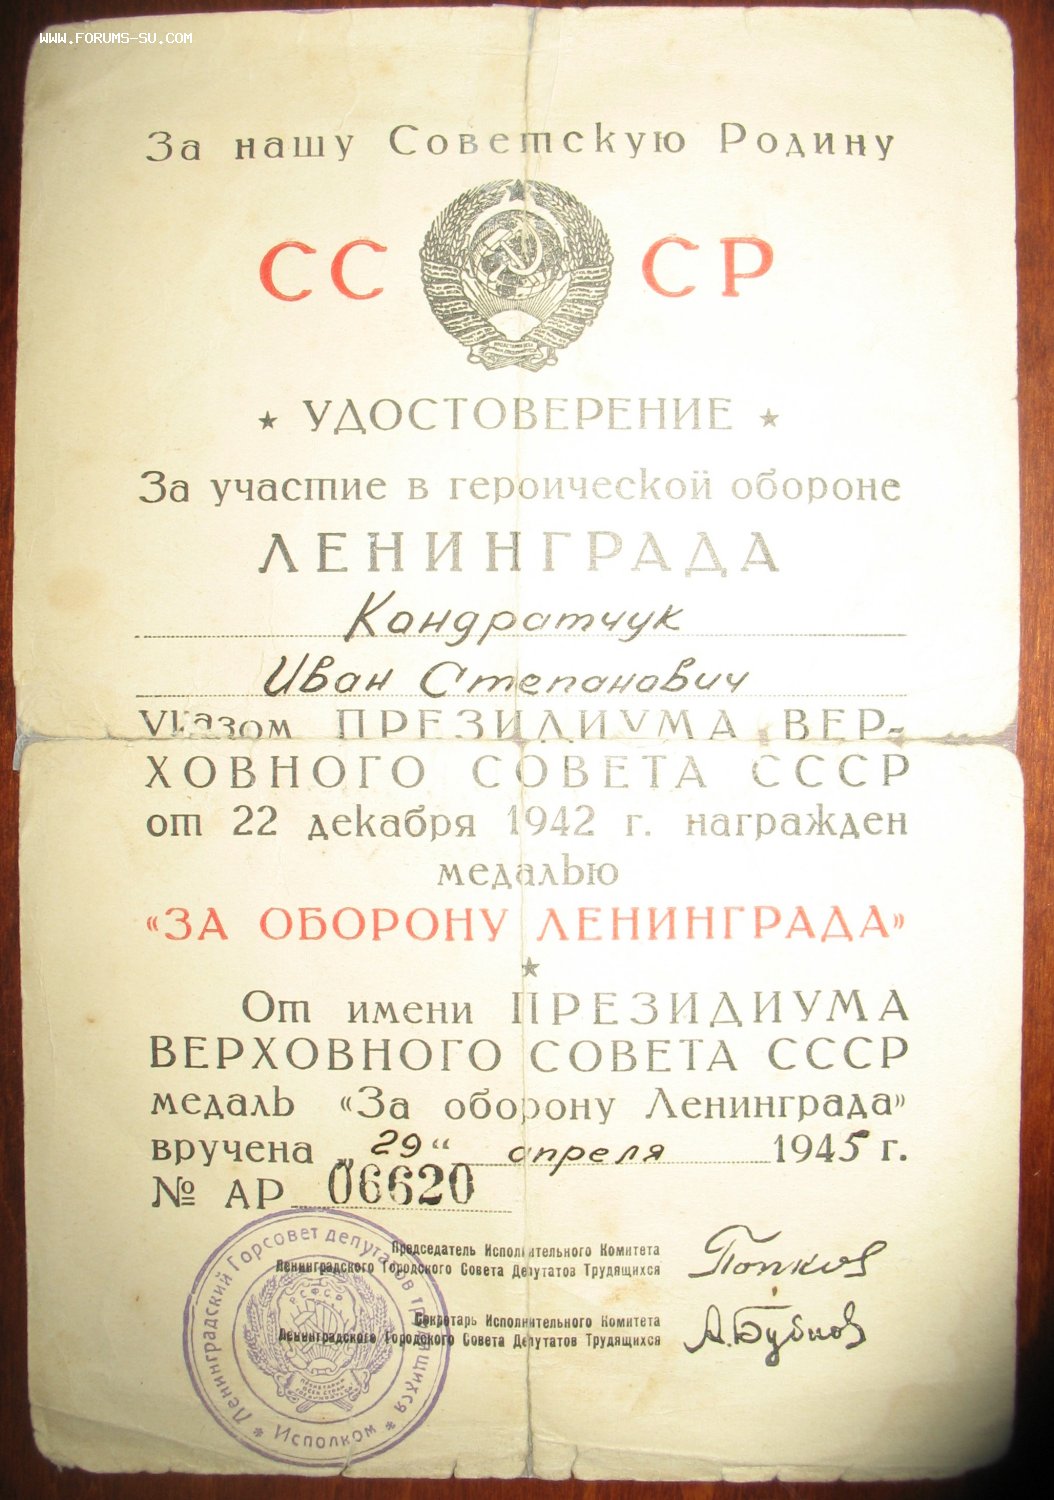 WWW.FORUMS-SU.COM
За нашу Советскую Родину
СС СР
★ УДОСТОВЕРЕНИЕ ★
За участие в героической обороне
ЛЕНИНГРАДА
Кондратчук
Иван Степанович
Указом ПРЕЗИДИУМА ВЕР-
ХОВНОГО СОВЕТА СССР
от 22 декабря 1942 г. награжден
медалью
«ЗА ОБОРОНУ ЛЕНИНГРАДА»
★
От имени ПРЕЗИДИУМА
ВЕРХОВНОГО СОВЕТА СССР
медаль «За оборону Ленинграда»
вручена „29“ апреля 1945 г.
№ АР 06620
Председатель Исполнительного Комитета
Ленинградского Городского Совета Депутатов Трудящихся
Попков
Секретарь Исполнительного Комитета
Ленинградского Городского Совета Депутатов Трудящихся
А.Бубнов
Ленинградский Горсовет депутатов трудящихся
* Исполком *
РСФСР